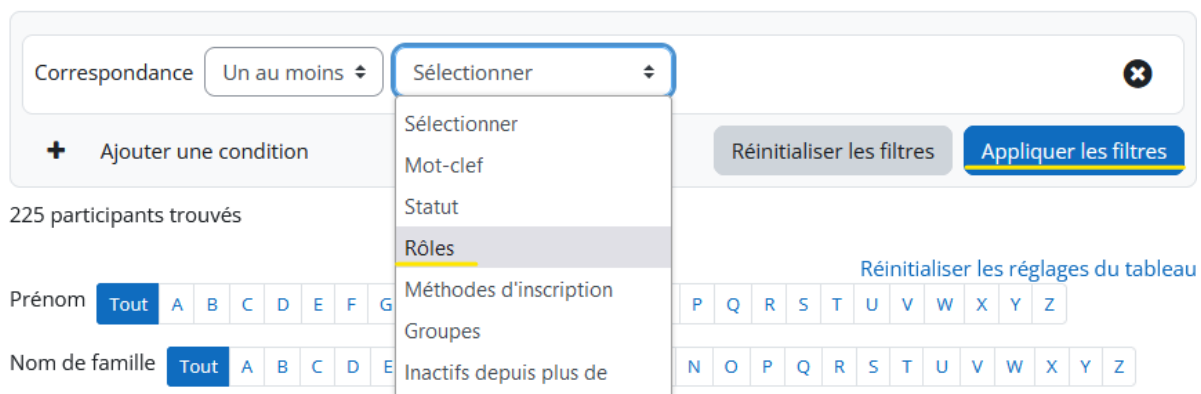 Correspondance Un au moins Sélectionner
Sélectionner
Mot-clef
Statut
Rôles
Méthodes d'inscription
Groupes
Inactifs depuis plus de
Ajouter une condition
Réinitialiser les filtres Appliquer les filtres
225 participants trouvés
Réinitialiser les réglages du tableau
Prénom Tout A B C D E F G P Q R S T U V W X Y Z
Nom de famille Tout A B C D E N O P Q R S T U V W X Y Z